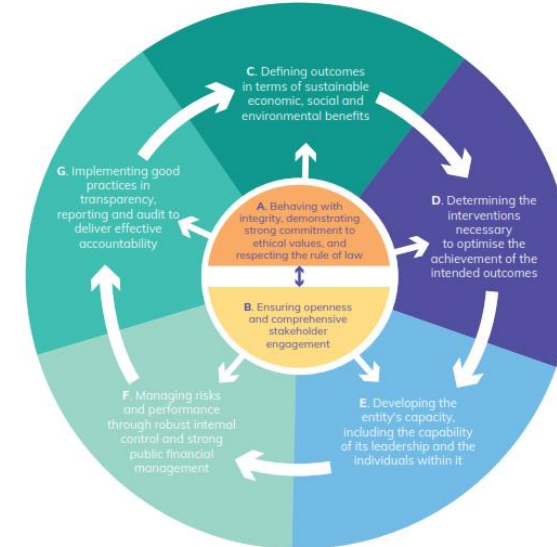 C. Defining outcomes
in terms of sustainable
economic, social and
environmental benefits
G. Implementing good
practices in
transparency,
reporting and audit to
deliver effective
accountability
A. Behaving with
integrity, demonstrating
strong commitment to
ethical values, and
respecting the rule of law
D. Determining the
interventions
necessary
to optimise the
achievement of the
intended outcomes
B. Ensuring openness
and comprehensive
stakeholder
engagement
F. Managing risks
and performance
through robust internal
control and strong
public financial
management
E. Developing the
entity's capacity,
including the capability
of its leadership and the
individuals within it